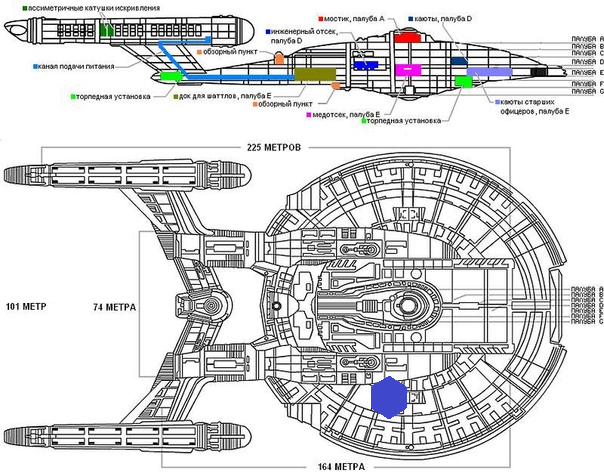 ассиметричные катушки искривления
мостик, палуба А
каюты, палуба D
инженерный отсек,
палуба D
обзорный пункт
канал подачи питания
ПАЛУБА A
ПАЛУБА B
ПАЛУБА C
ПАЛУБА D
ПАЛУБА E
ПАЛУБА F
ПАЛУБА G
торпедная установка
док для шаттлов, палуба Е
обзорный пункт
медотсек, палуба Е
торпедная установка
каюты старших
офицеров, палуба Е
225 МЕТРОВ
101 МЕТР
74 МЕТРА
ПАЛУБА A
ПАЛУБА B
ПАЛУБА C
ПАЛУБА D
ПАЛУБА E
ПАЛУБА F
ПАЛУБА G
164 МЕТРА